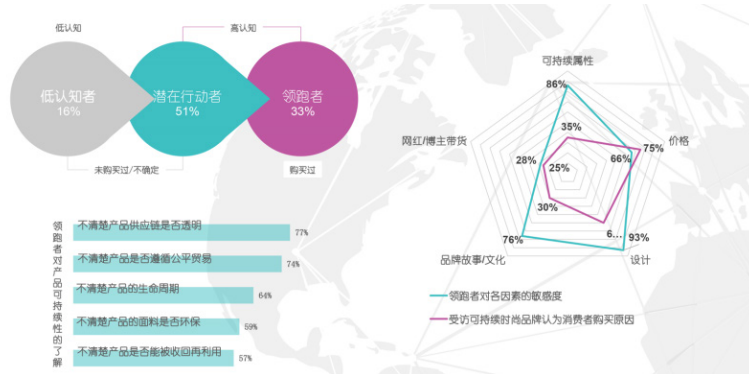 低认知
高认知
低认知者
16%
潜在行动者
51%
领跑者
33%
未购买过/不确定
购买过
领跑者对产品可持续性的了解
不清楚产品供应链是否透明
77%
不清楚产品是否遵循公平贸易
74%
不清楚产品的生命周期
64%
不清楚产品的面料是否环保
59%
不清楚产品是否能被收回再利用
57%
可持续属性
86%
35%
网红/博主带货
价格
75%
66%
28%
25%
30%
76%
6...
93%
品牌故事/文化
设计
领跑者对各因素的敏感度
受访可持续时尚品牌认为消费者购买原因